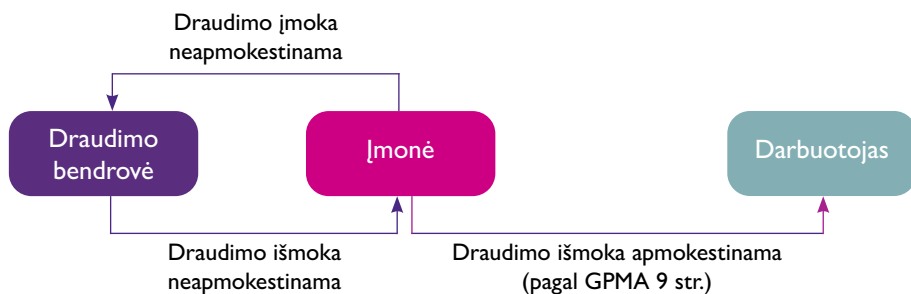 Draudimo įmoka
neapmokestinama
Draudimo
bendrovė
Įmonė
Darbuotojas
Draudimo išmoka
neapmokestinama
Draudimo išmoka apmokestinama
(pagal GPMA 9 str.)